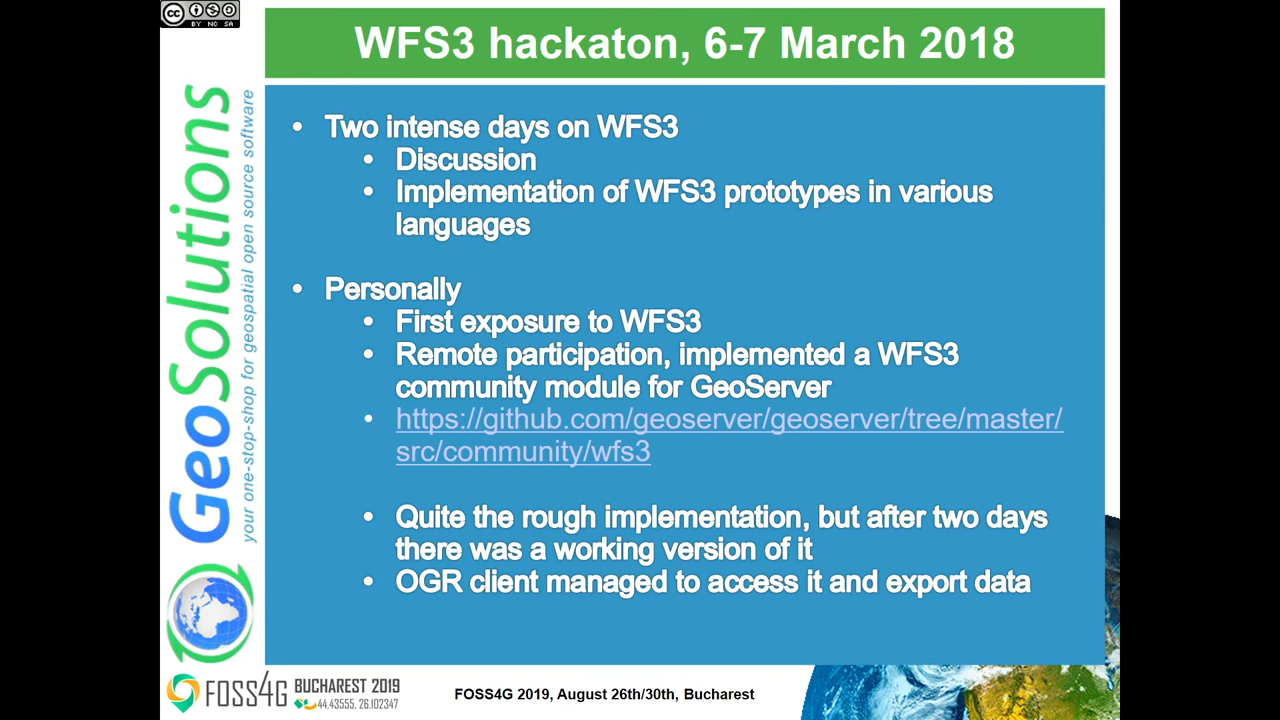 BY NC SA
WFS3 hackaton, 6-7 March 2018
GeoSolutions
your one-stop-shop for geospatial open source software
• Two intense days on WFS3
• Discussion
• Implementation of WFS3 prototypes in various
languages
• Personally
• First exposure to WFS3
• Remote participation, implemented a WFS3
community module for GeoServer
• https://github.com/geoserver/geoserver/tree/master/
src/community/wfs3
• Quite the rough implementation, but after two days
there was a working version of it
• OGR client managed to access it and export data
FOSS4G BUCHAREST 2019
44.43555, 26.102347
FOSS4G 2019, August 26th/30th, Bucharest